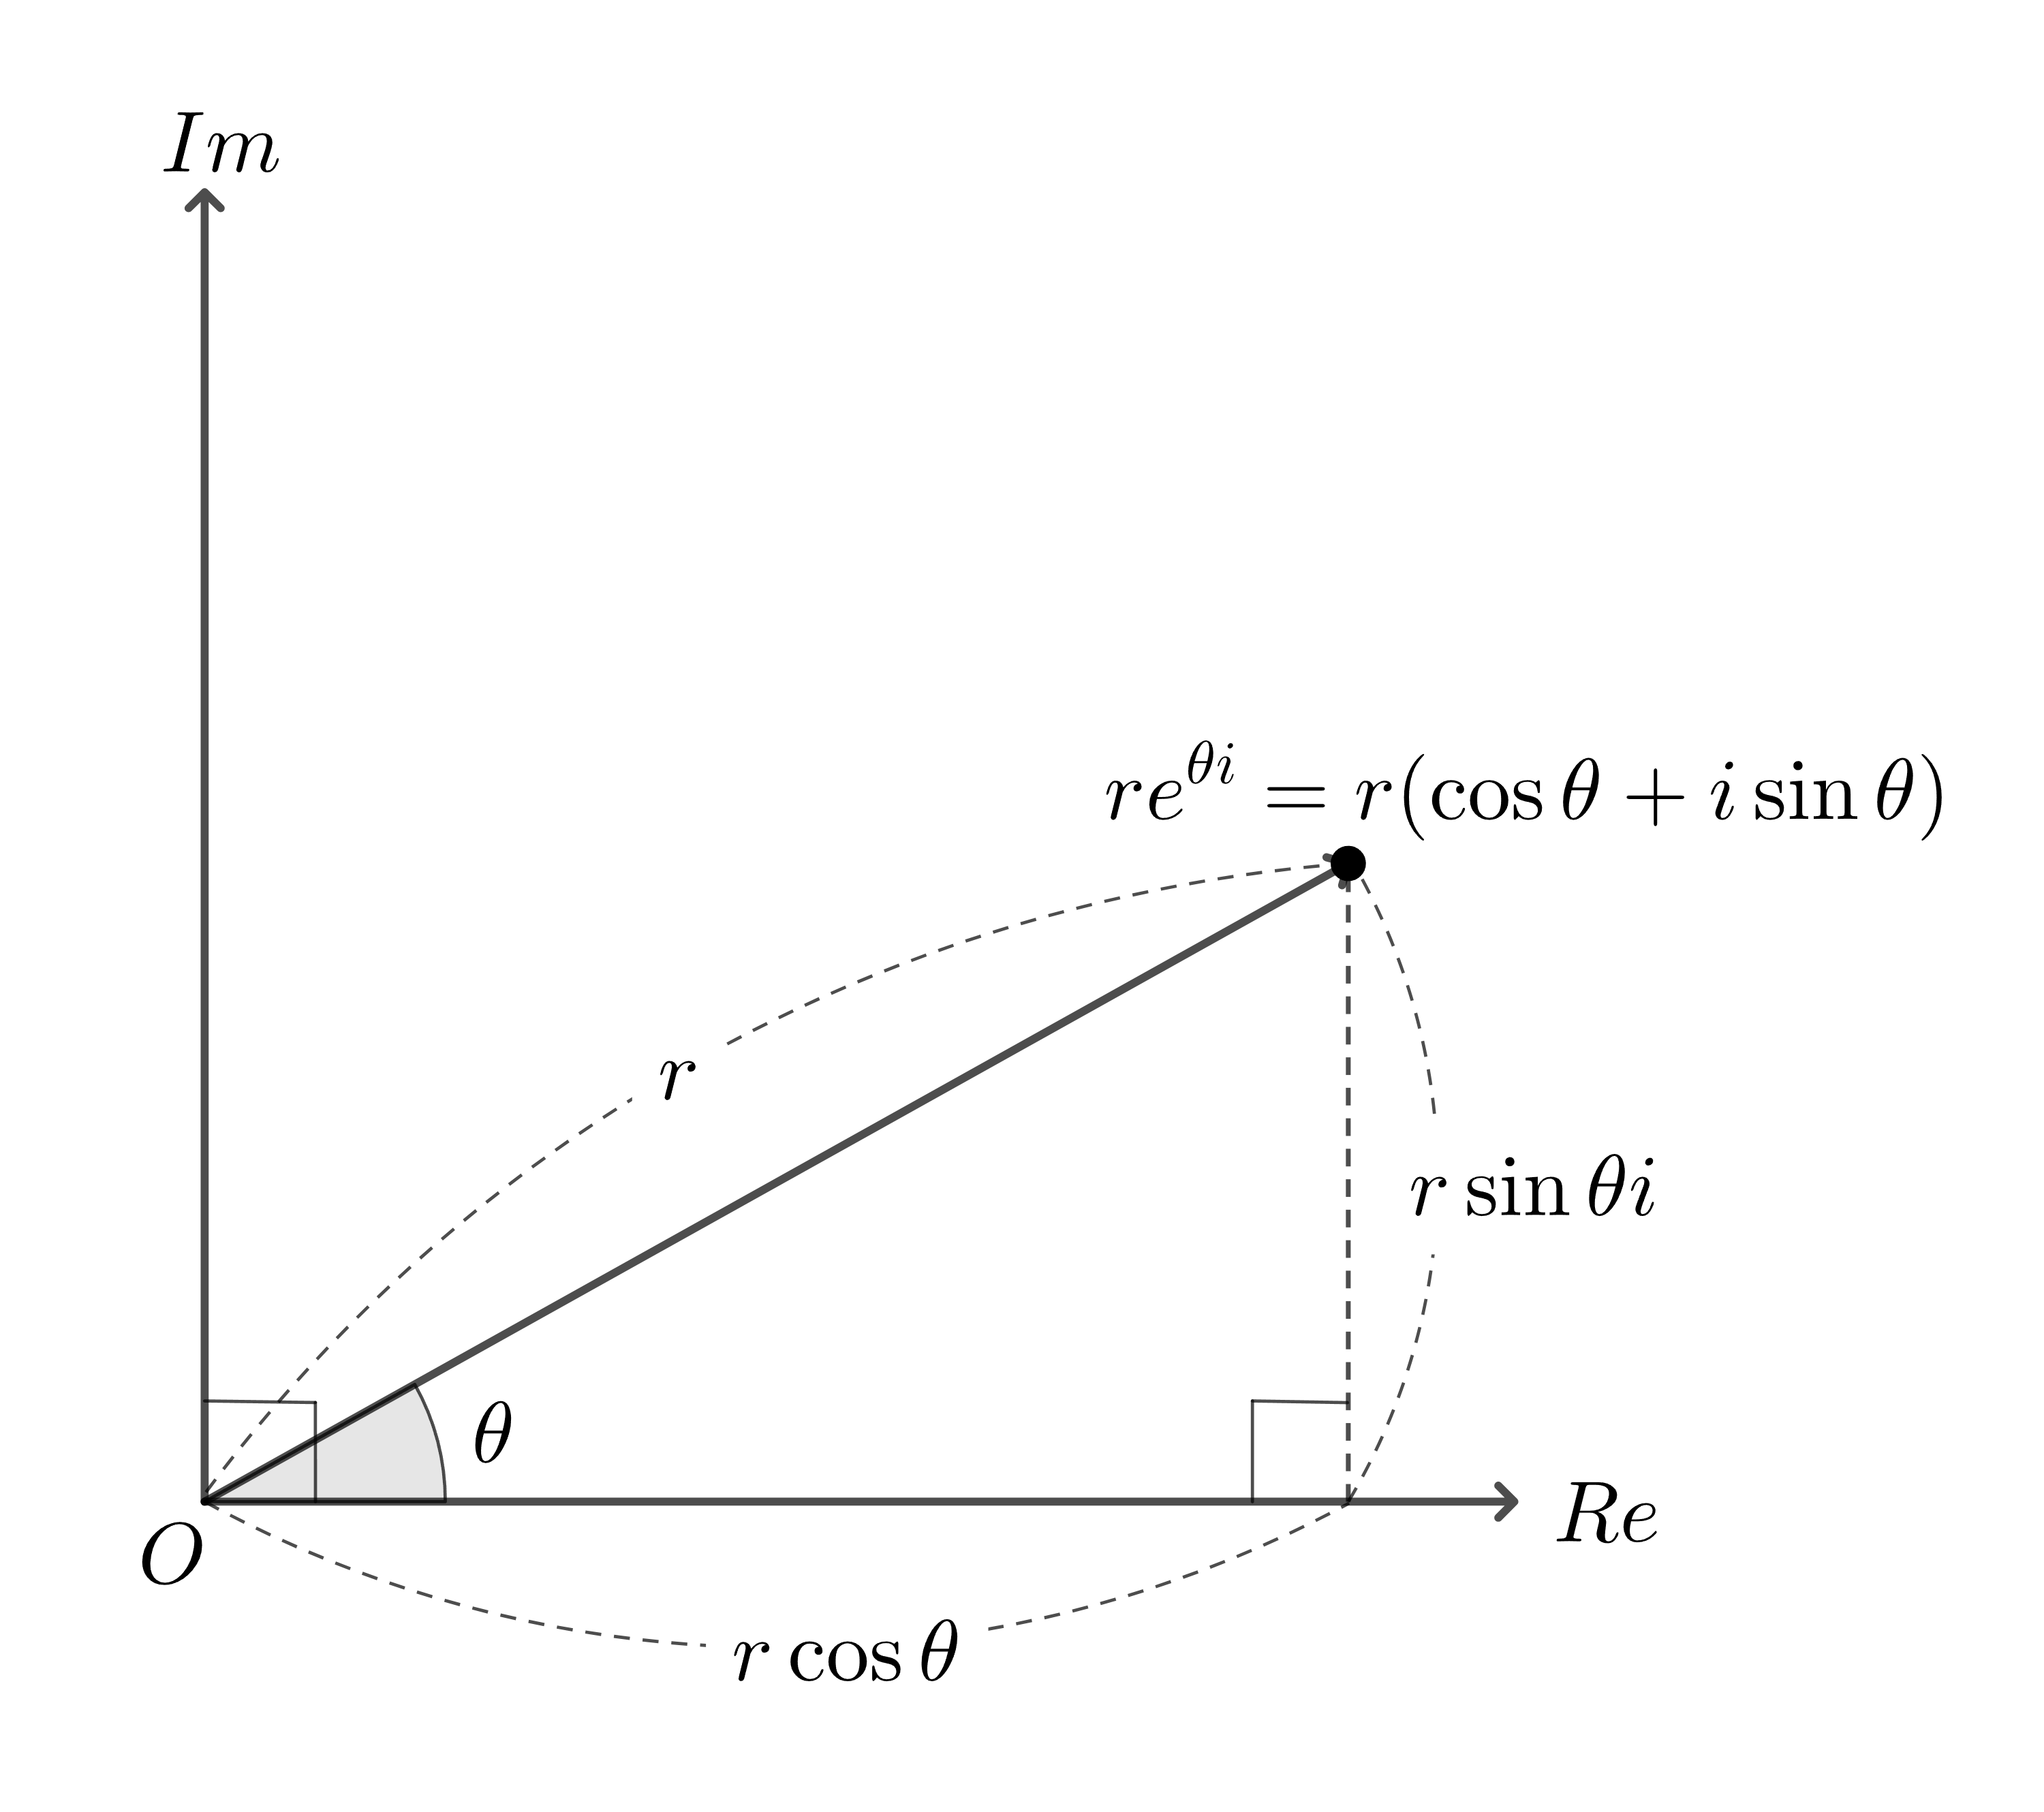 Im
re^{θi} = r(cos θ + i sin θ)
r
r sin θi
θ
Re
O
r cos θ